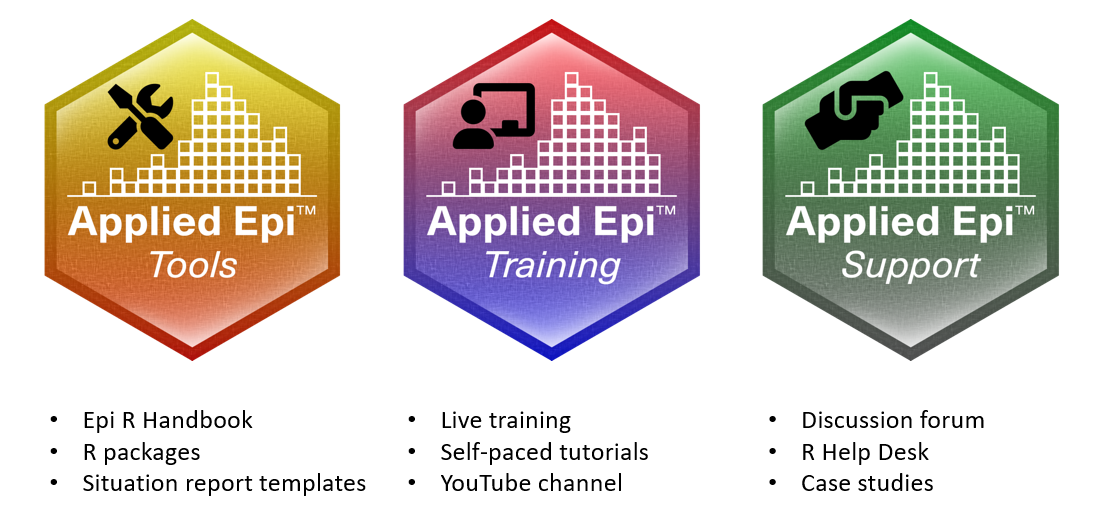 Applied Epi™
Tools
Applied Epi™
Training
Applied Epi™
Support
• Epi R Handbook
• R packages
• Situation report templates
• Live training
• Self-paced tutorials
• YouTube channel
• Discussion forum
• R Help Desk
• Case studies